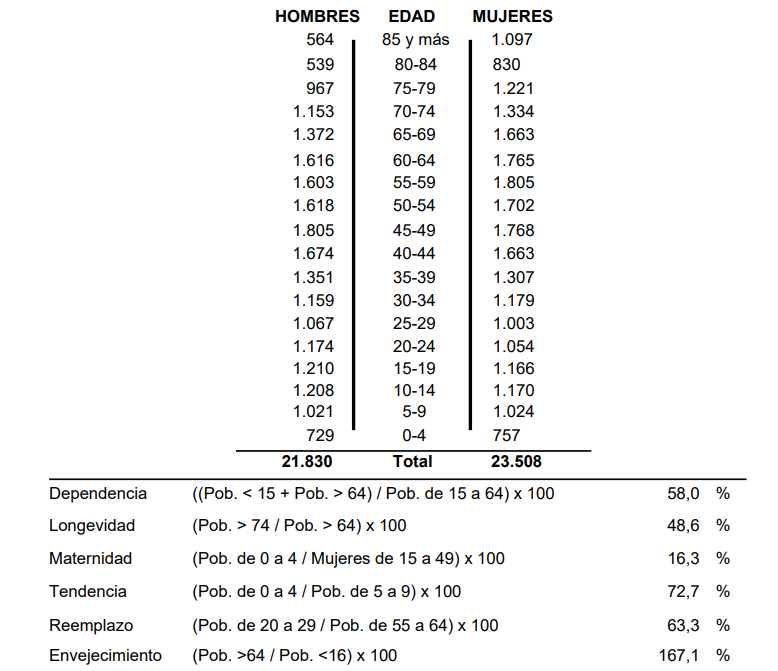 HOMBRES EDAD MUJERES
564 85 y más 1.097
539 80-84 830
967 75-79 1.221
1.153 70-74 1.334
1.372 65-69 1.663
1.616 60-64 1.765
1.603 55-59 1.805
1.618 50-54 1.702
1.805 45-49 1.768
1.674 40-44 1.663
1.351 35-39 1.307
1.159 30-34 1.179
1.067 25-29 1.003
1.174 20-24 1.054
1.210 15-19 1.166
1.208 10-14 1.170
1.021 5-9 1.024
729 0-4 757
21.830 Total 23.508
Dependencia ((Pob. < 15 + Pob. > 64) / Pob. de 15 a 64) x 100 58,0 %
Longevidad (Pob. > 74 / Pob. > 64) x 100 48,6 %
Maternidad (Pob. de 0 a 4 / Mujeres de 15 a 49) x 100 16,3 %
Tendencia (Pob. de 0 a 4 / Pob. de 5 a 9) x 100 72,7 %
Reemplazo (Pob. de 20 a 29 / Pob. de 55 a 64) x 100 63,3 %
Envejecimiento (Pob. >64 / Pob. <16) x 100 167,1 %